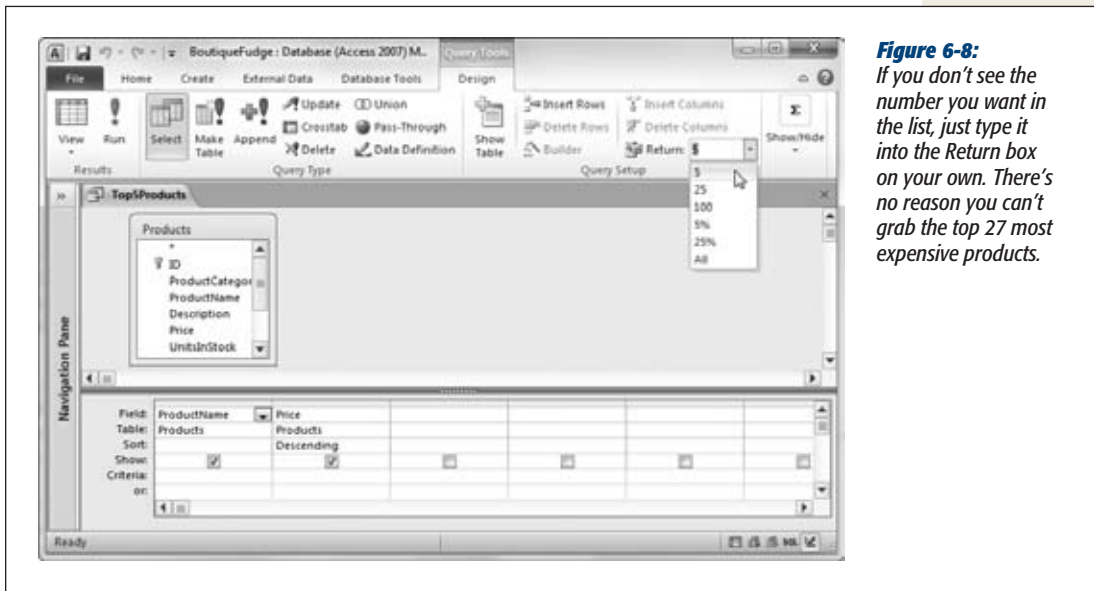 BoutiqueFudge : Database (Access 2007) M...
Query Tools
File Home Create External Data Database Tools Design
View
Run
Results
Select
Make Table
Append
Update
Crosstab
Delete
Union
Pass-Through
Data Definition
Query Type
Show Table
Insert Rows
Delete Rows
Builder
Insert Columns
Delete Columns
Return: 5
Query Setup
Show/Hide
5
25
100
5%
25%
All
Top5Products
Navigation Pane
Products
*
ID
ProductCategor
ProductName
Description
Price
UnitsInStock
Field: ProductName Price
Table: Products Products
Sort: Descending
Show:
Criteria:
or:
Ready
SQL
Figure 6-8:
If you don't see the
number you want in
the list, just type it
into the Return box
on your own. There's
no reason you can't
grab the top 27 most
expensive products.